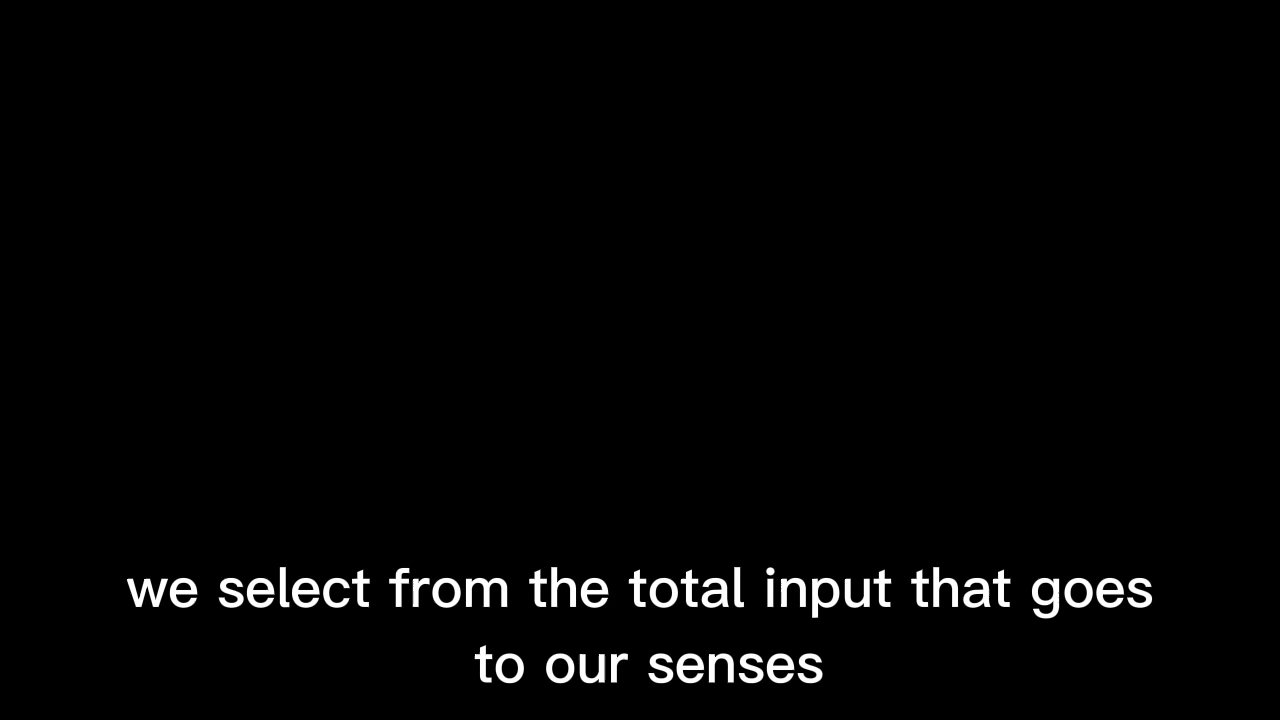 we select from the total input that goes
to our senses